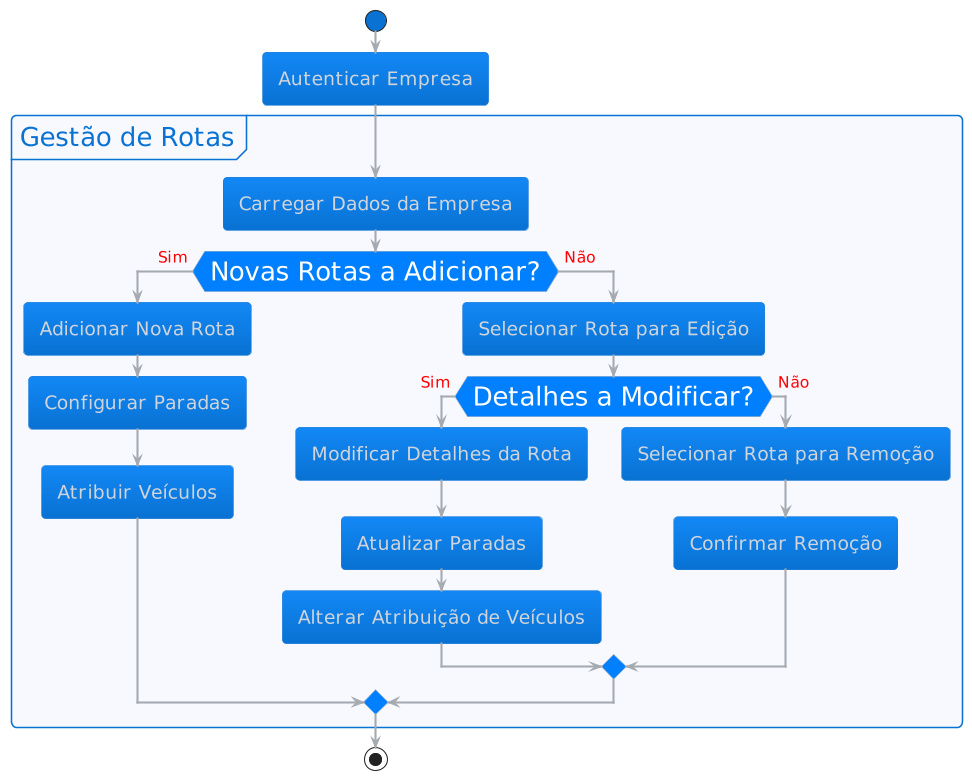 Autenticar Empresa
Gestão de Rotas
Carregar Dados da Empresa
Sim
Novas Rotas a Adicionar?
Não
Adicionar Nova Rota
Configurar Paradas
Atribuir Veículos
Selecionar Rota para Edição
Sim
Detalhes a Modificar?
Não
Modificar Detalhes da Rota
Atualizar Paradas
Alterar Atribuição de Veículos
Selecionar Rota para Remoção
Confirmar Remoção